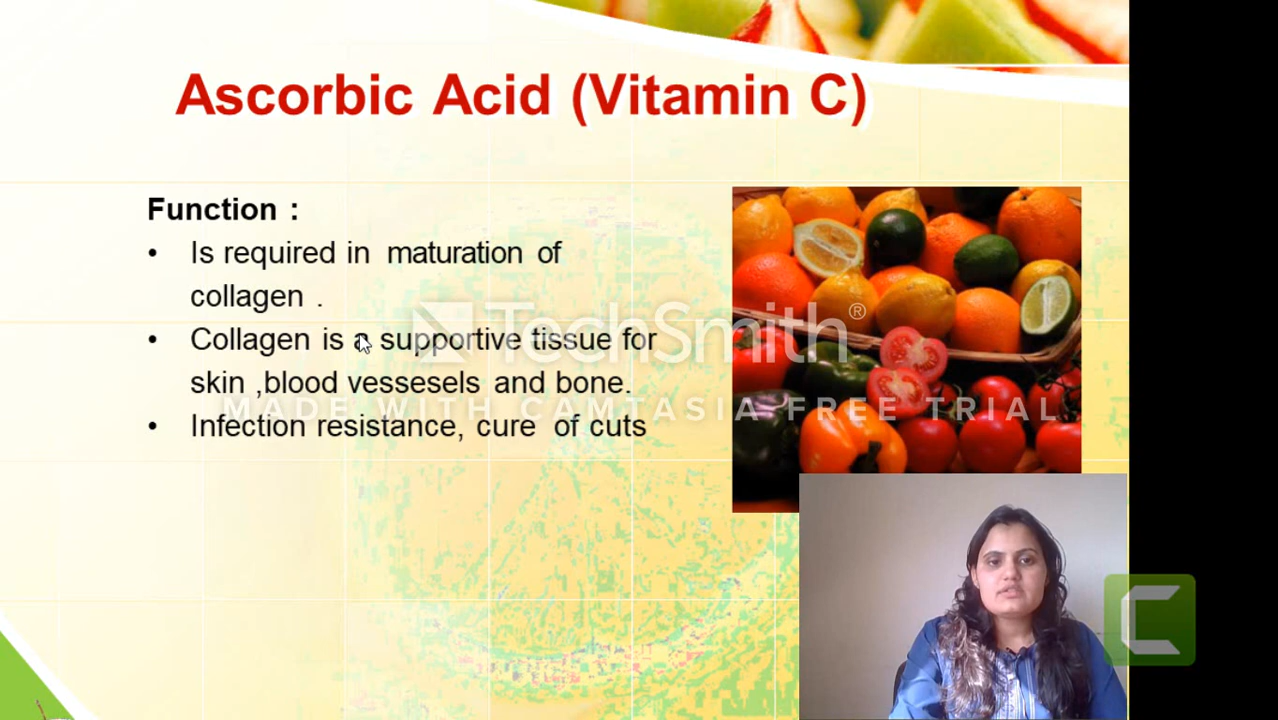 Ascorbic Acid (Vitamin C)
Function :
• Is required in maturation of
collagen .
• Collagen is a supportive tissue for
skin ,blood vessesels and bone.
• Infection resistance, cure of cuts
TechSmith®
MADE WITH CAMTASIA FREE TRIAL